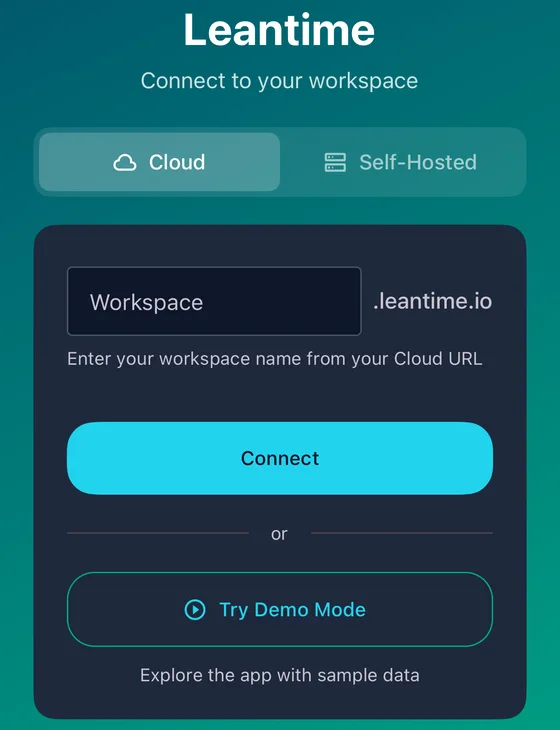 Leantime
Connect to your workspace
Cloud
Self-Hosted
Workspace
.leantime.io
Enter your workspace name from your Cloud URL
Connect
or
Try Demo Mode
Explore the app with sample data